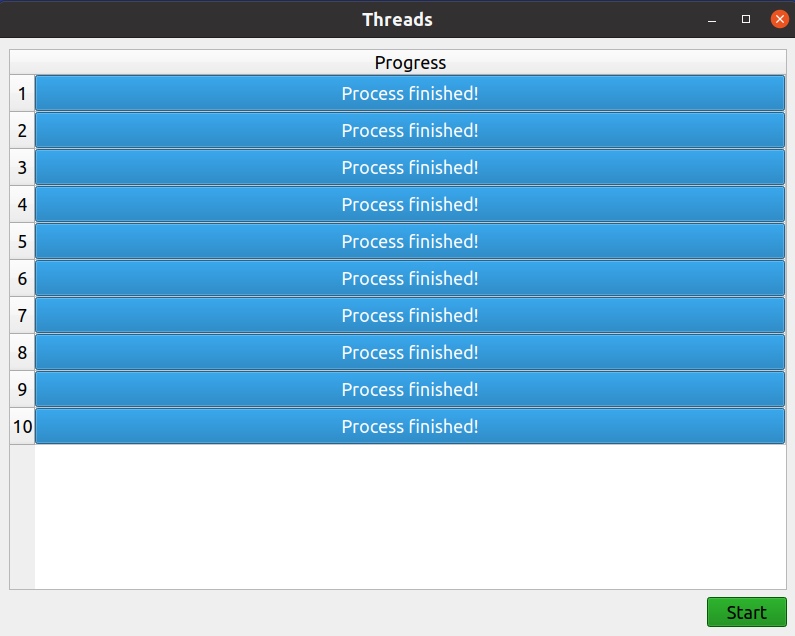 Threads
Progress
1 Process finished!
2 Process finished!
3 Process finished!
4 Process finished!
5 Process finished!
6 Process finished!
7 Process finished!
8 Process finished!
9 Process finished!
10 Process finished!
Start